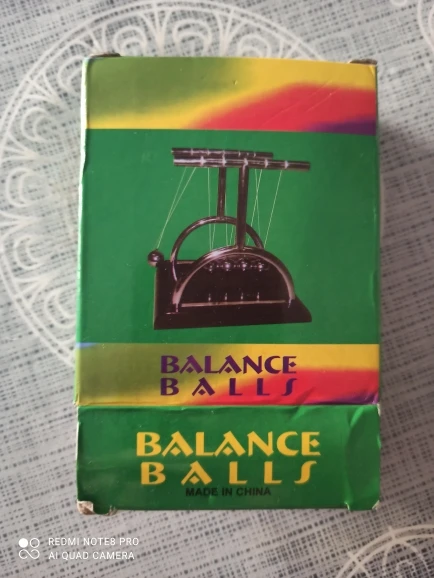 BALANCE
BALLS
BALANCE
BALLS
MADE IN CHINA
REDMI NOTE 8 PRO
AI QUAD CAMERA